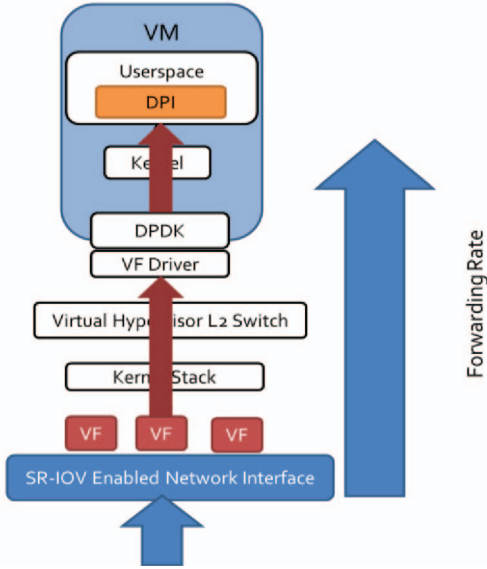 VM
Userspace
DPI
Kernel
DPDK
VF Driver
Virtual Hypervisor L2 Switch
Kernel Stack
VF VF VF
SR-IOV Enabled Network Interface
Forwarding Rate